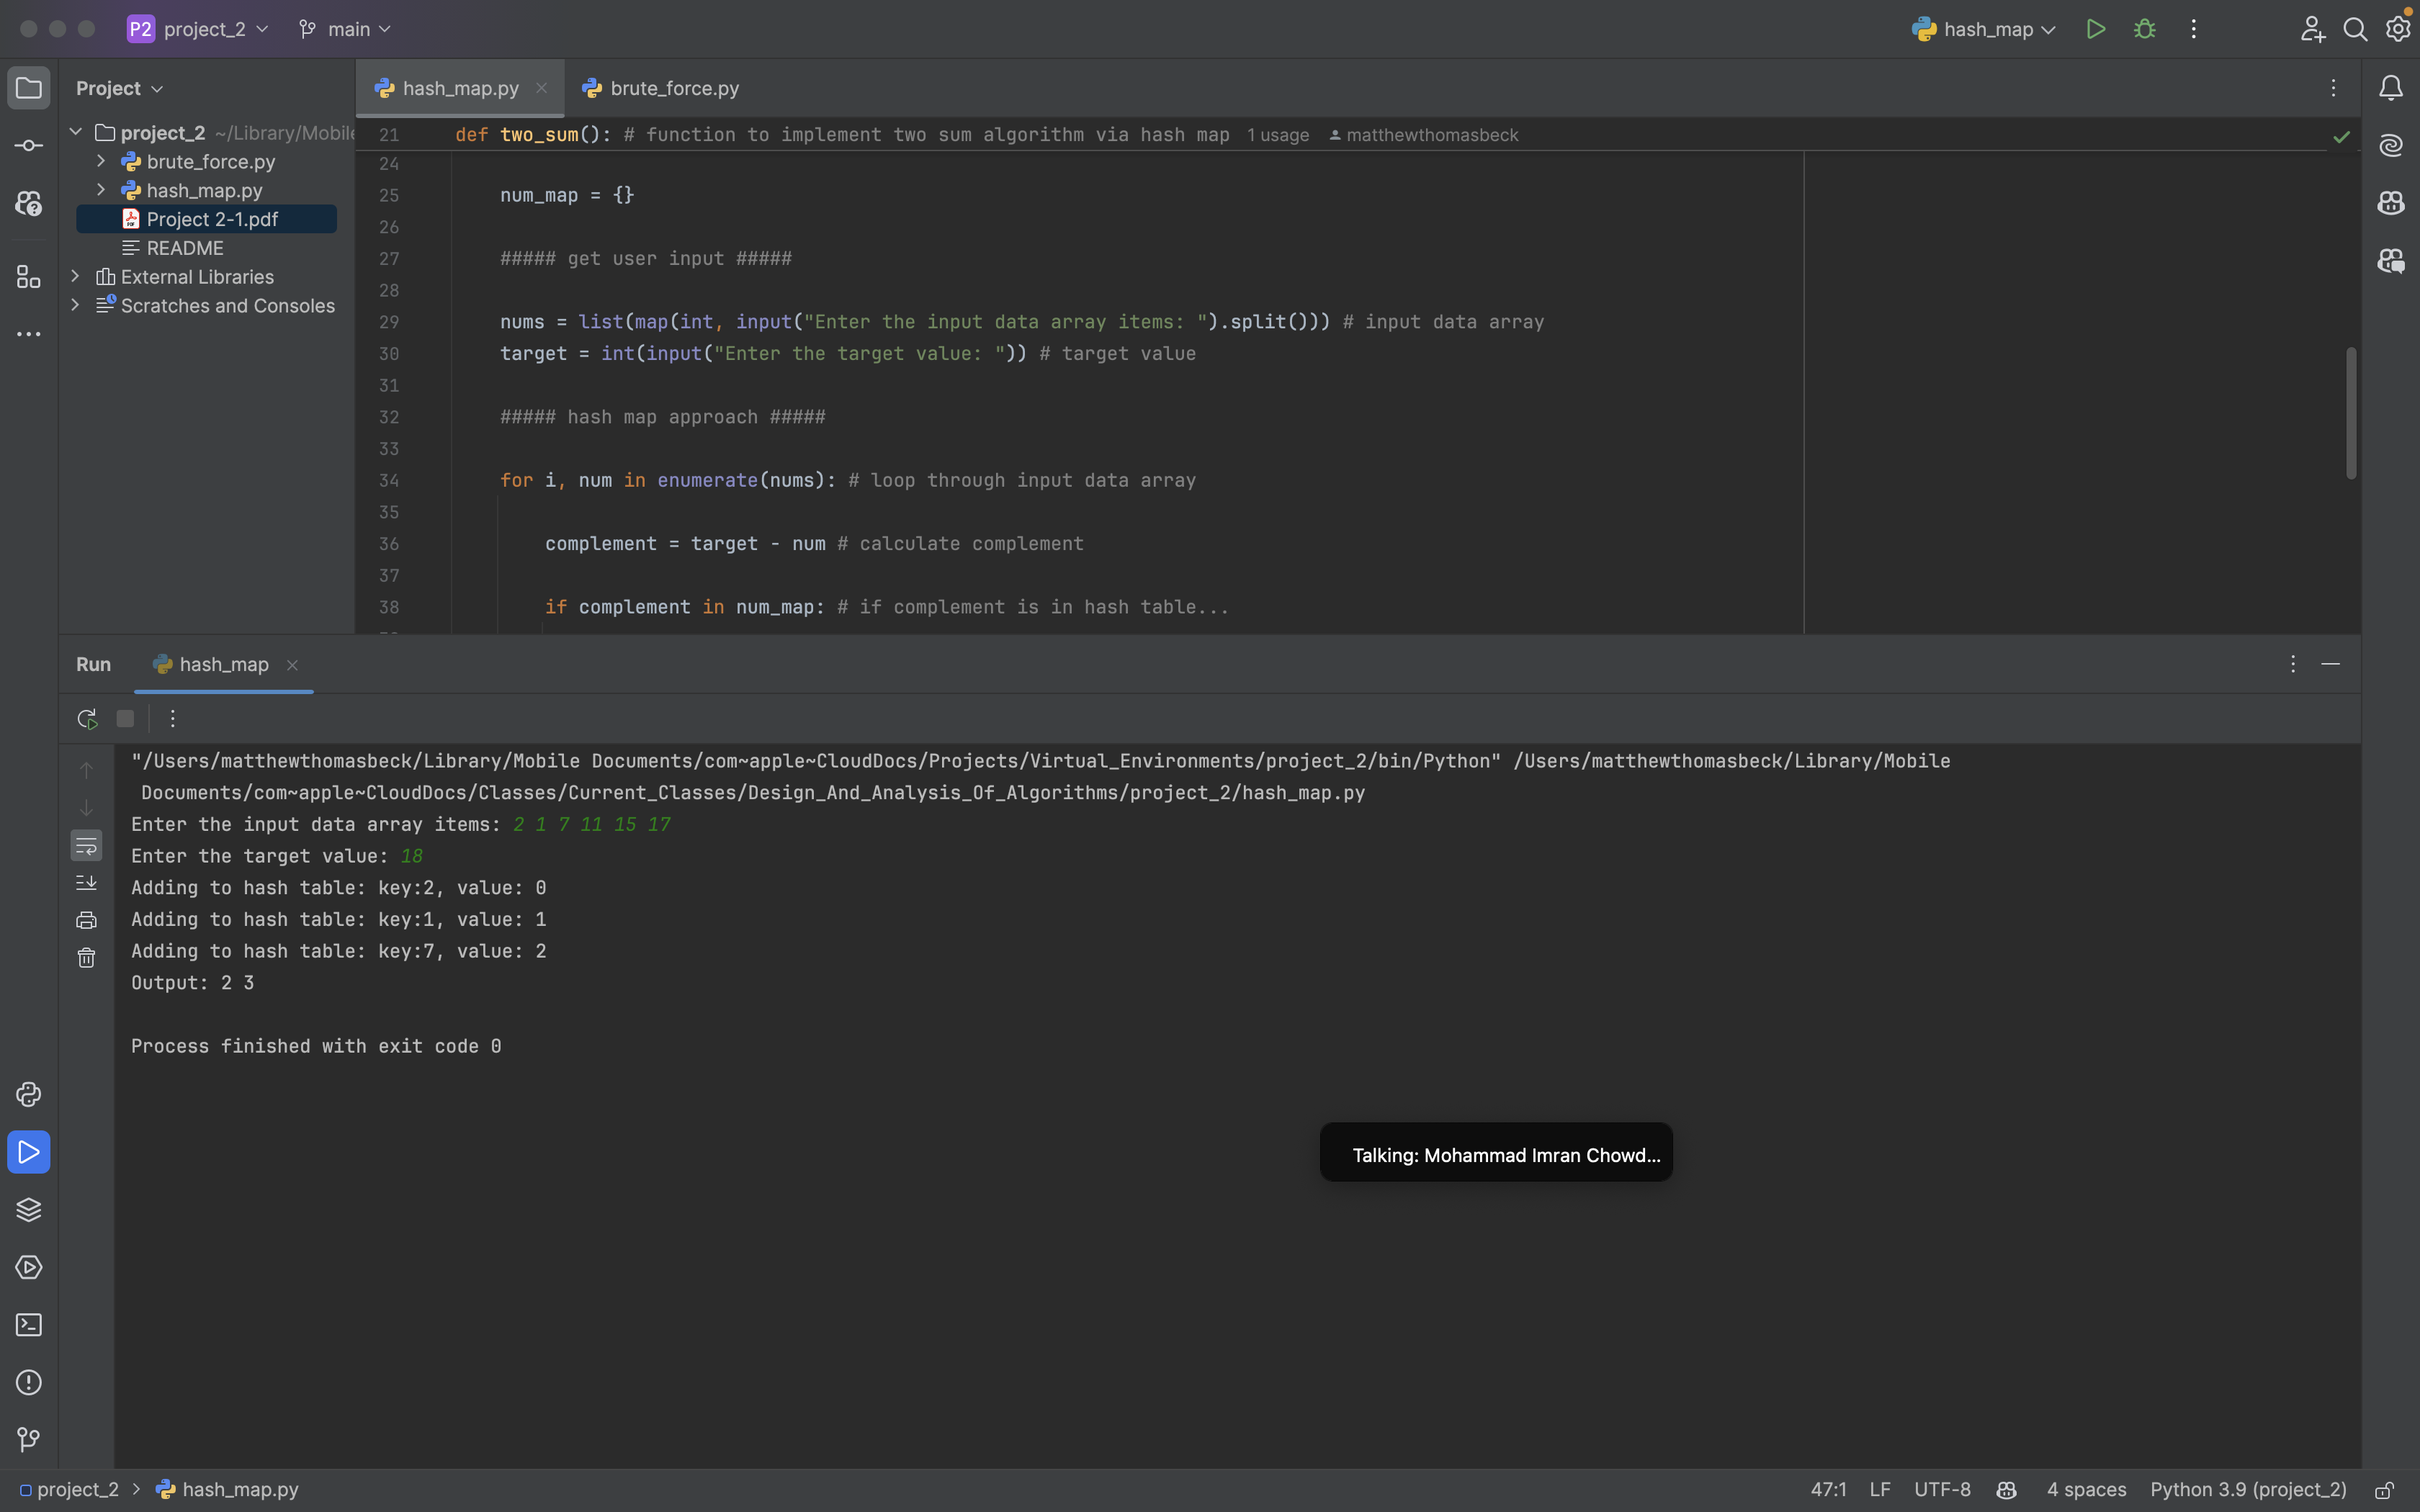 P2 project_2 main hash_map
Project
hash_map.py brute_force.py
project_2 ~/Library/Mobile
brute_force.py
hash_map.py
Project 2-1.pdf
README
External Libraries
Scratches and Consoles
21 def two_sum(): # function to implement two sum algorithm via hash map 1 usage matthewthomasbeck
24
25 num_map = {}
26
27 ##### get user input #####
28
29 nums = list(map(int, input("Enter the input data array items: ").split())) # input data array
30 target = int(input("Enter the target value: ")) # target value
31
32 ##### hash map approach #####
33
34 for i, num in enumerate(nums): # loop through input data array
35
36 complement = target - num # calculate complement
37
38 if complement in num_map: # if complement is in hash table...
Run hash_map
"/Users/matthewthomasbeck/Library/Mobile Documents/com~apple~CloudDocs/Projects/Virtual_Environments/project_2/bin/Python" /Users/matthewthomasbeck/Library/Mobile
Documents/com~apple~CloudDocs/Classes/Current_Classes/Design_And_Analysis_Of_Algorithms/project_2/hash_map.py
Enter the input data array items: 2 1 7 11 15 17
Enter the target value: 18
Adding to hash table: key:2, value: 0
Adding to hash table: key:1, value: 1
Adding to hash table: key:7, value: 2
Output: 2 3
Process finished with exit code 0
Talking: Mohammad Imran Chowd...
project_2 > hash_map.py 47:1 LF UTF-8 4 spaces Python 3.9 (project_2)